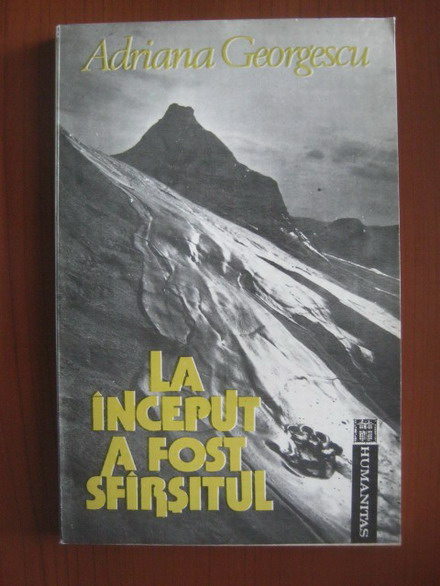 Adriana Georgescu
LA
ÎNCEPUT
A FOST
SFÎRȘITUL
HUMANITAS